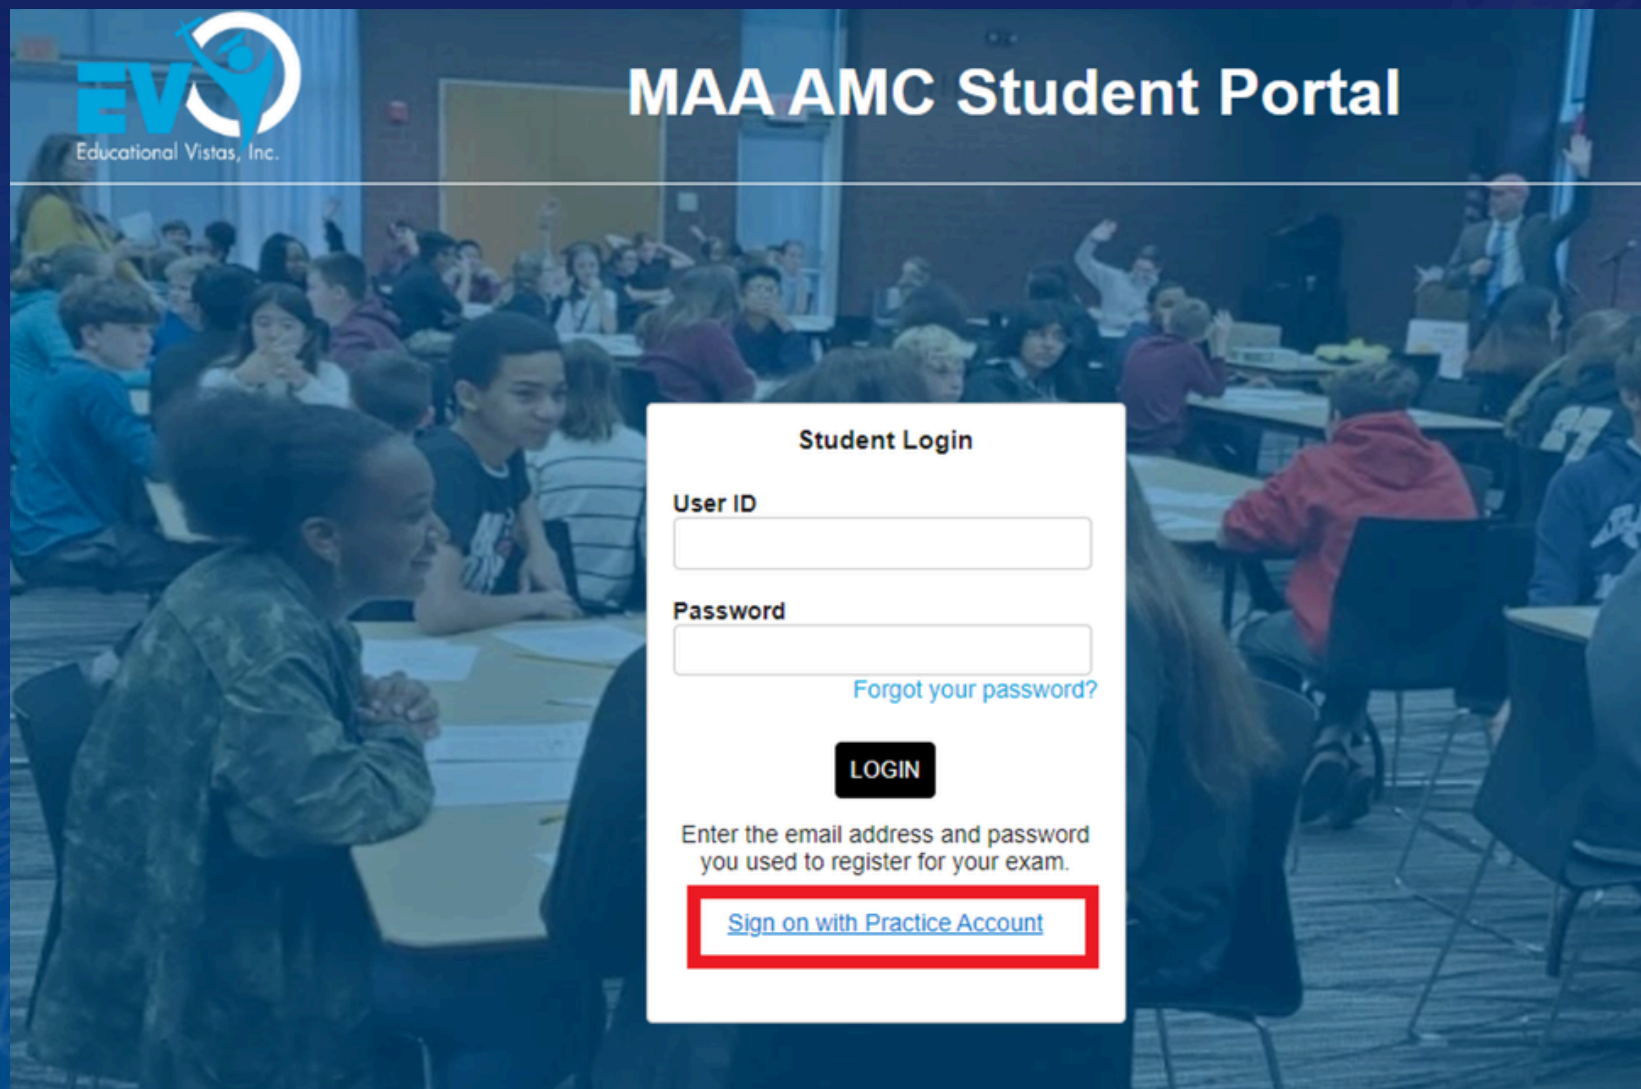 EVO
Educational Vistas, Inc.
MAA AMC Student Portal
Student Login
User ID
Password
Forgot your password?
LOGIN
Enter the email address and password
you used to register for your exam.
Sign on with Practice Account